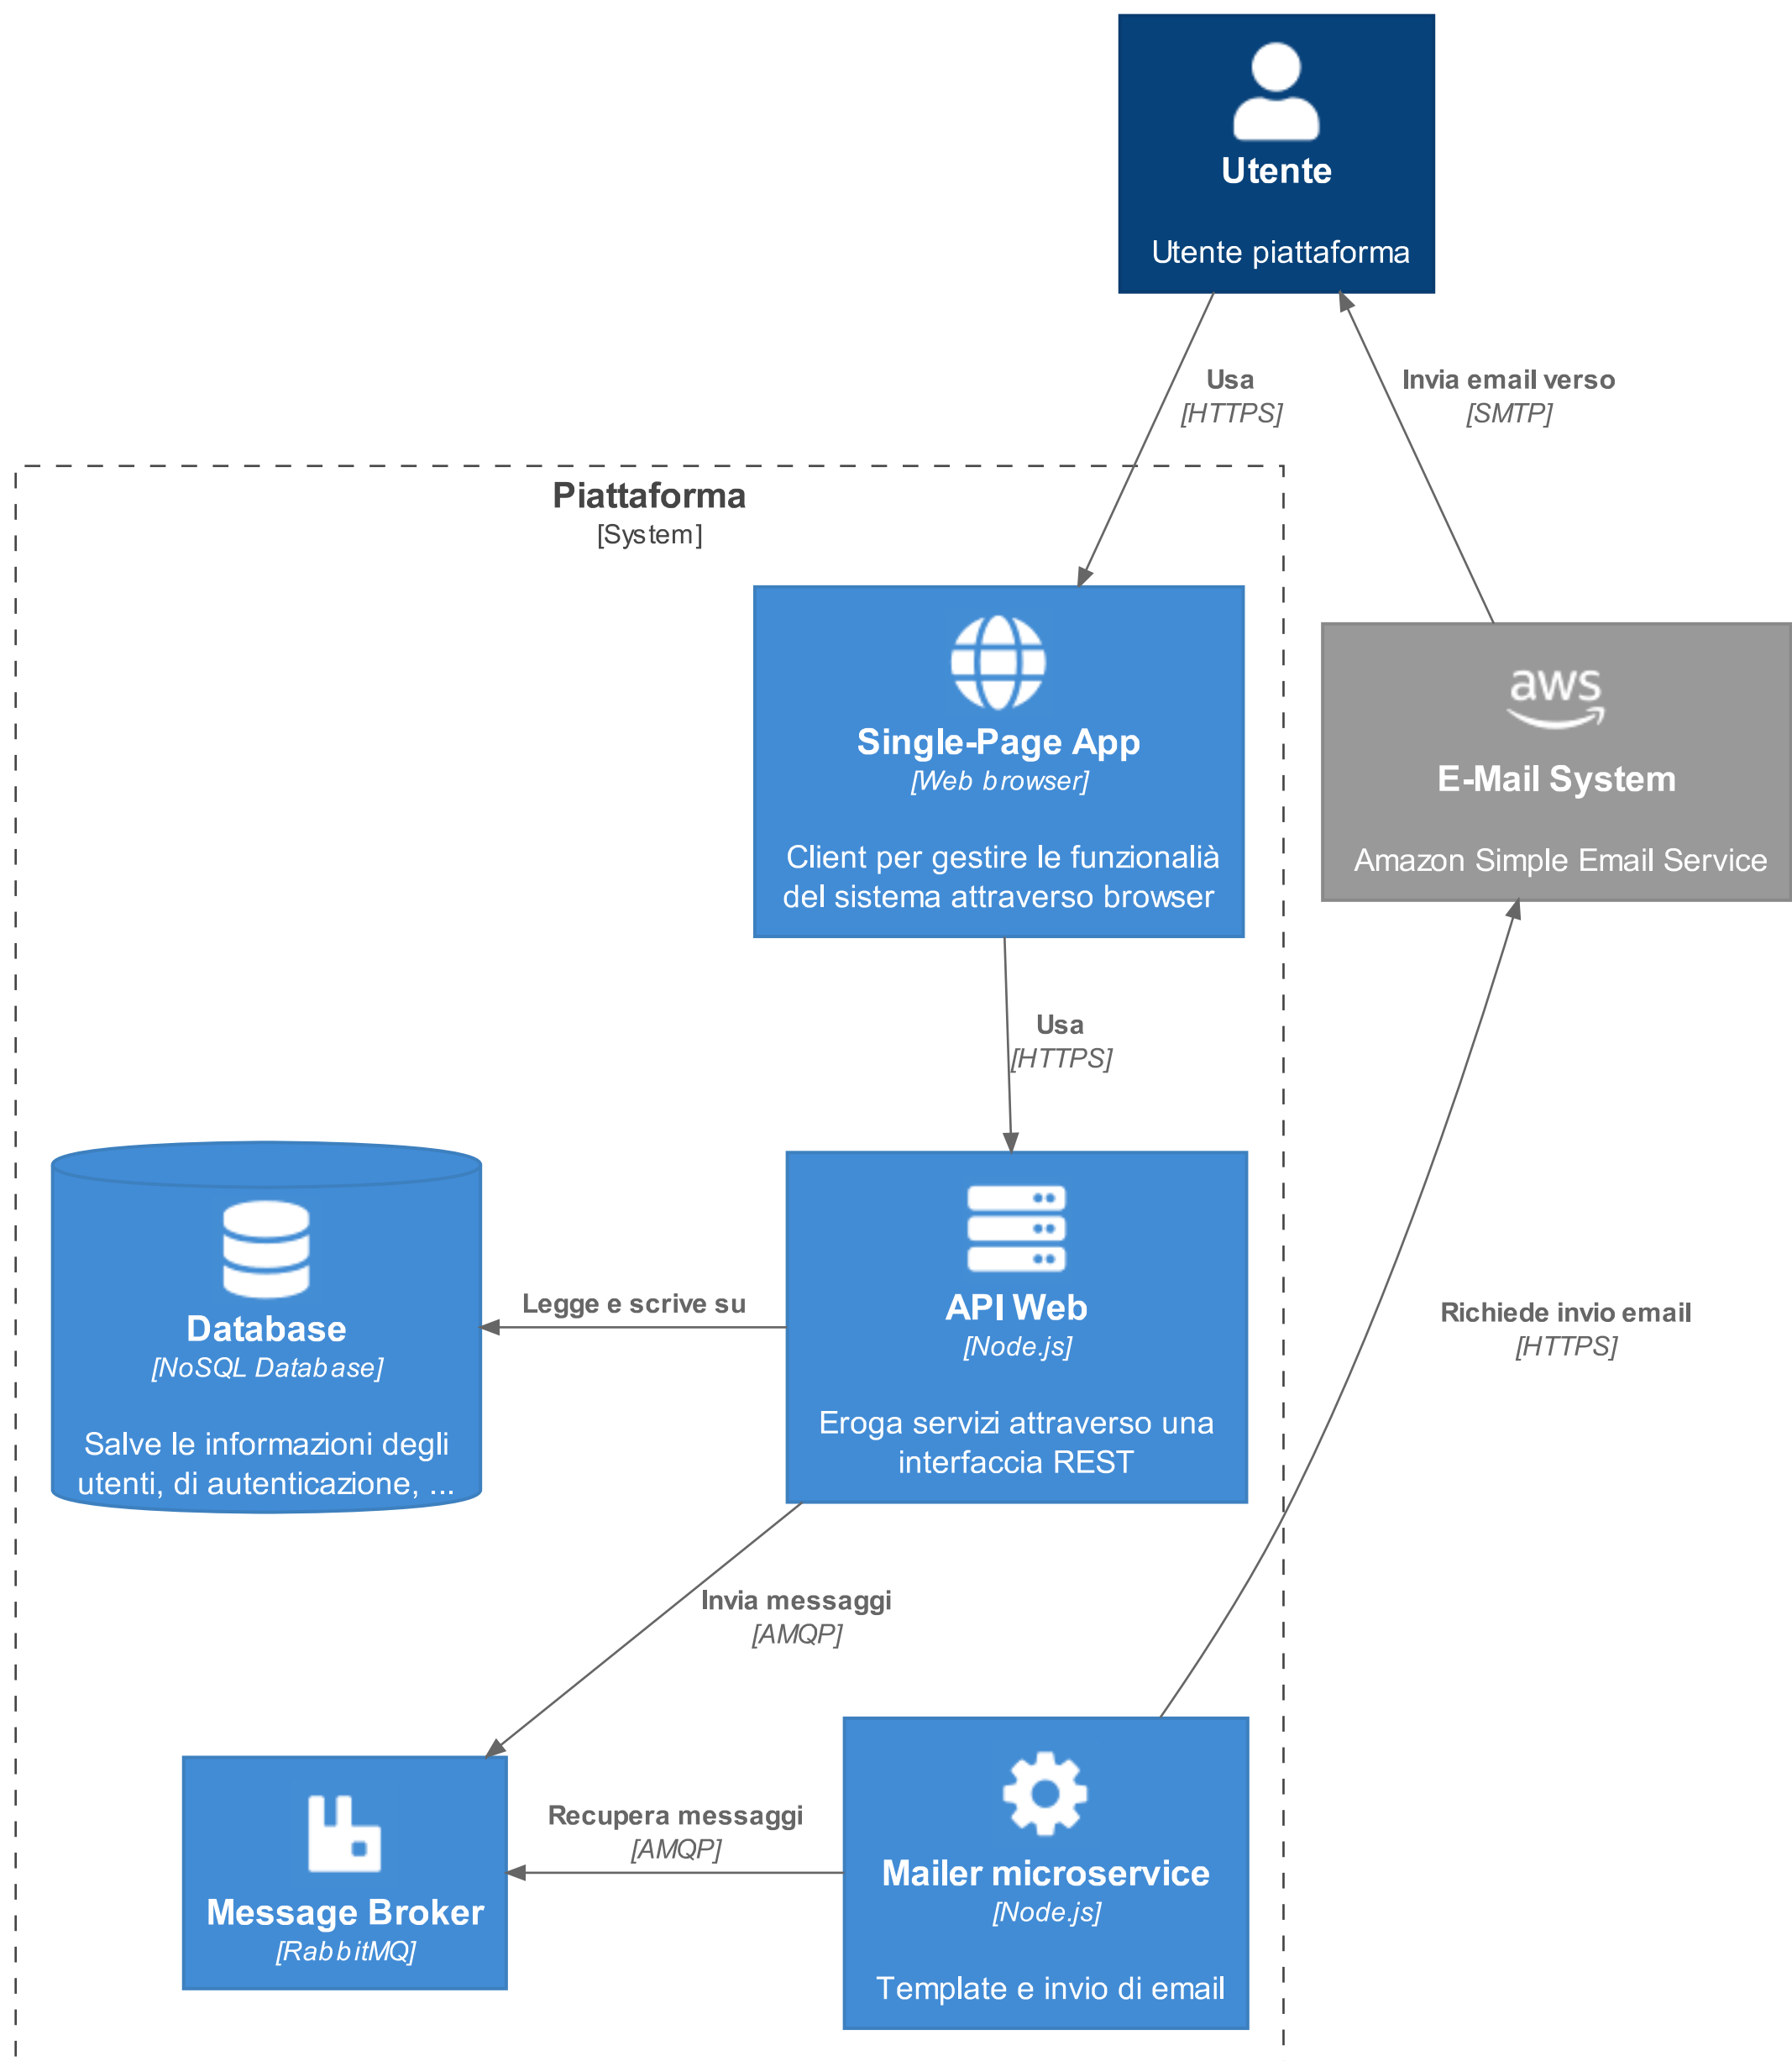 Utente
Utente piattaforma
Usa
[HTTPS]
Invia email verso
[SMTP]
Piattaforma
[System]
Single-Page App
[Web browser]
Client per gestire le funzionalià
del sistema attraverso browser
aws
E-Mail System
Amazon Simple Email Service
Usa
[HTTPS]
Database
[NoSQL Database]
Salve le informazioni degli
utenti, di autenticazione, ...
Legge e scrive su
API Web
[Node.js]
Eroga servizi attraverso una
interfaccia REST
Richiede invio email
[HTTPS]
Invia messaggi
[AMQP]
Message Broker
[RabbitMQ]
Recupera messaggi
[AMQP]
Mailer microservice
[Node.js]
Template e invio di email